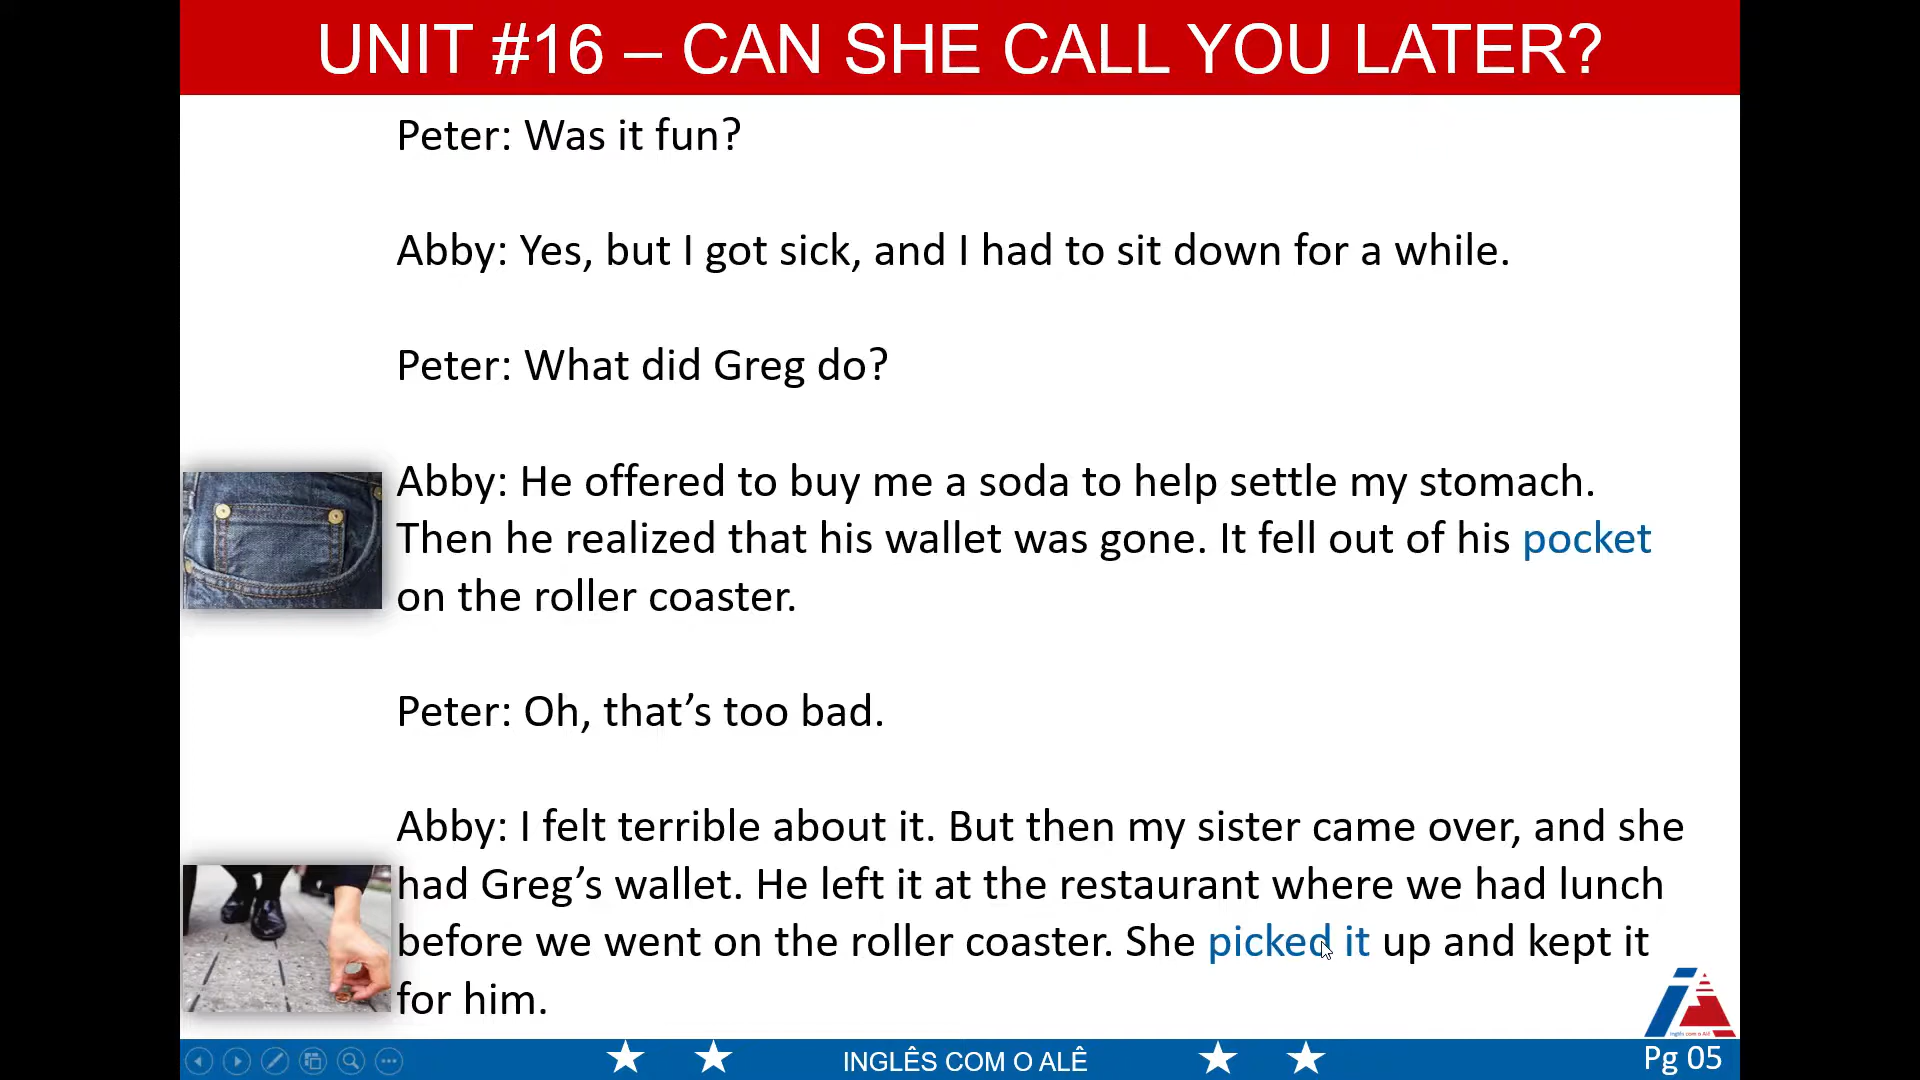 UNIT #16 – CAN SHE CALL YOU LATER?
Peter: Was it fun?
Abby: Yes, but I got sick, and I had to sit down for a while.
Peter: What did Greg do?
Abby: He offered to buy me a soda to help settle my stomach.
Then he realized that his wallet was gone. It fell out of his pocket
on the roller coaster.
Peter: Oh, that’s too bad.
Abby: I felt terrible about it. But then my sister came over, and she
had Greg’s wallet. He left it at the restaurant where we had lunch
before we went on the roller coaster. She picked it up and kept it
for him.
Inglês com o Alê
INGLÊS COM O ALÊ
Pg 05